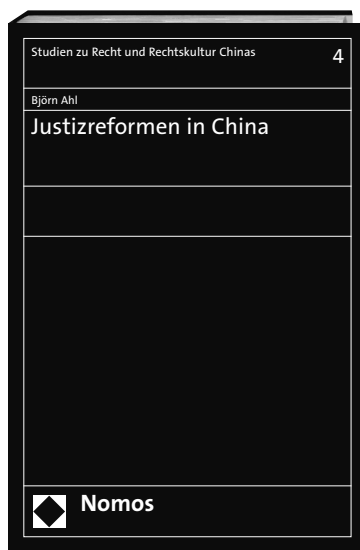 Studien zu Recht und Rechtskultur Chinas
4
Björn Ahl
Justizreformen in China
Nomos